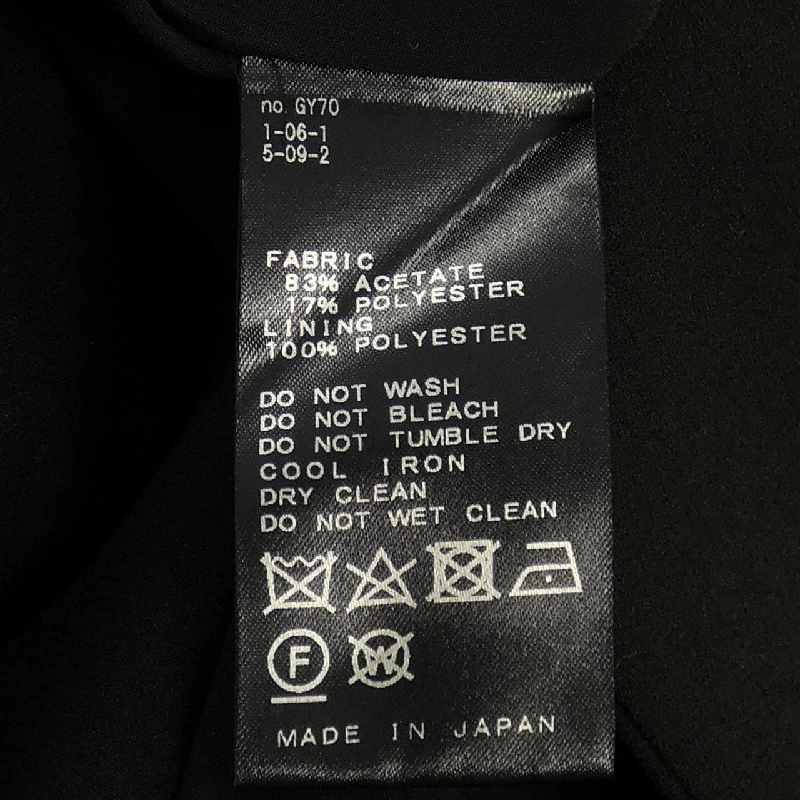 no GY70
1-06-1
5-09-2
FABRIC
83% ACETATE
17% POLYESTER
LINING
100% POLYESTER
DO NOT WASH
DO NOT BLEACH
DO NOT TUMBLE DRY
COOL IRON
DRY CLEAN
DO NOT WET CLEAN
F W
MADE IN JAPAN